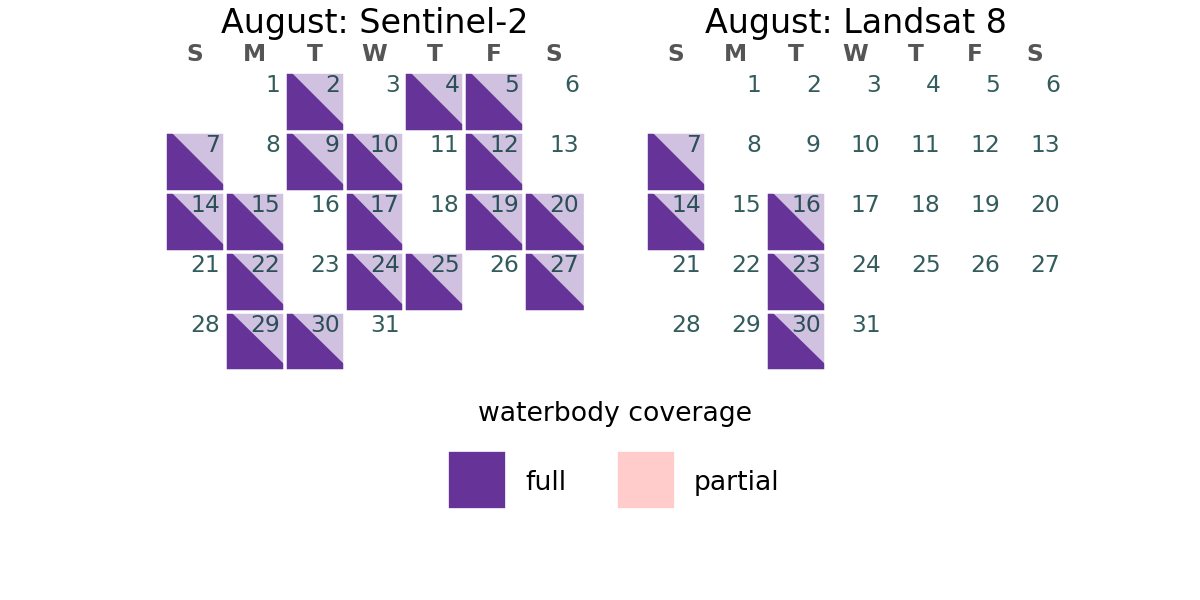 August: Sentinel-2
S M T W T F S
1 2 3 4 5 6
7 8 9 10 11 12 13
14 15 16 17 18 19 20
21 22 23 24 25 26 27
28 29 30 31
August: Landsat 8
S M T W T F S
1 2 3 4 5 6
7 8 9 10 11 12 13
14 15 16 17 18 19 20
21 22 23 24 25 26 27
28 29 30 31
waterbody coverage
full partial